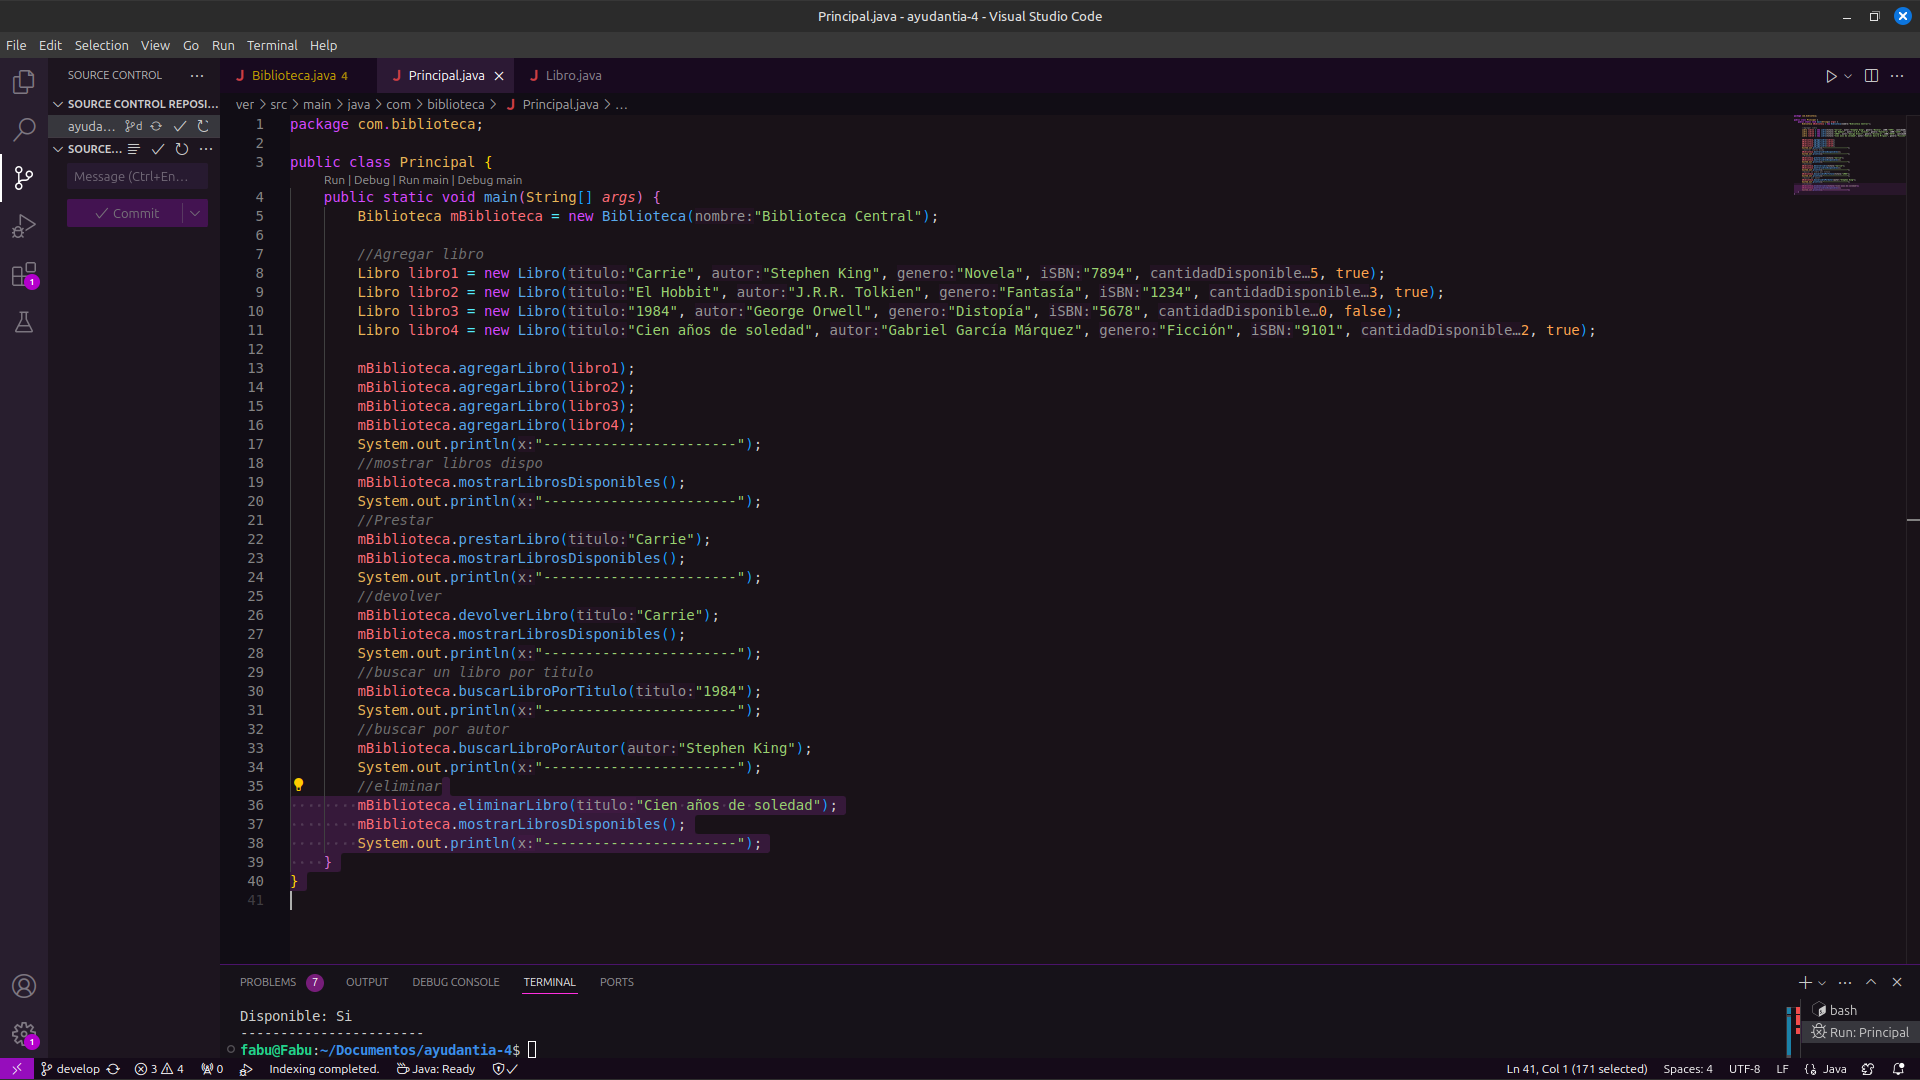 Principal.java - ayudantia-4 - Visual Studio Code
File Edit Selection View Go Run Terminal Help
SOURCE CONTROL
Biblioteca.java 4
Principal.java
Libro.java
SOURCE CONTROL REPOSI...
ver > src > main > java > com > biblioteca > Principal.java > ...
ayuda... d
SOURCE...
Message (Ctrl+En...
Commit
1 package com.biblioteca;
2
3 public class Principal {
Run | Debug | Run main | Debug main
4 public static void main(String[] args) {
5 Biblioteca mBiblioteca = new Biblioteca(nombre:"Biblioteca Central");
6
7 //Agregar libro
8 Libro libro1 = new Libro(titulo:"Carrie", autor:"Stephen King", genero:"Novela", iSBN:"7894", cantidadDisponible…5, true);
9 Libro libro2 = new Libro(titulo:"El Hobbit", autor:"J.R.R. Tolkien", genero:"Fantasía", iSBN:"1234", cantidadDisponible…3, true);
10 Libro libro3 = new Libro(titulo:"1984", autor:"George Orwell", genero:"Distopía", iSBN:"5678", cantidadDisponible…0, false);
11 Libro libro4 = new Libro(titulo:"Cien años de soledad", autor:"Gabriel García Márquez", genero:"Ficción", iSBN:"9101", cantidadDisponible…2, true);
12
13 mBiblioteca.agregarLibro(libro1);
14 mBiblioteca.agregarLibro(libro2);
15 mBiblioteca.agregarLibro(libro3);
16 mBiblioteca.agregarLibro(libro4);
17 System.out.println(x:"-----------------------");
18 //mostrar libros dispo
19 mBiblioteca.mostrarLibrosDisponibles();
20 System.out.println(x:"-----------------------");
21 //Prestar
22 mBiblioteca.prestarLibro(titulo:"Carrie");
23 mBiblioteca.mostrarLibrosDisponibles();
24 System.out.println(x:"-----------------------");
25 //devolver
26 mBiblioteca.devolverLibro(titulo:"Carrie");
27 mBiblioteca.mostrarLibrosDisponibles();
28 System.out.println(x:"-----------------------");
29 //buscar un libro por titulo
30 mBiblioteca.buscarLibroPorTitulo(titulo:"1984");
31 System.out.println(x:"-----------------------");
32 //buscar por autor
33 mBiblioteca.buscarLibroPorAutor(autor:"Stephen King");
34 System.out.println(x:"-----------------------");
35 //eliminar
36 mBiblioteca.eliminarLibro(titulo:"Cien años de soledad");
37 mBiblioteca.mostrarLibrosDisponibles();
38 System.out.println(x:"-----------------------");
39 }
40 }
41
1
PROBLEMS 7 OUTPUT DEBUG CONSOLE TERMINAL PORTS
Disponible: Si
----------------------
fabu@Fabu:~/Documentos/ayudantia-4$
bash
Run: Principal
1
develop 3 4 0 Indexing completed. Java: Ready
Ln 41, Col 1 (171 selected) Spaces: 4 UTF-8 LF {} Java